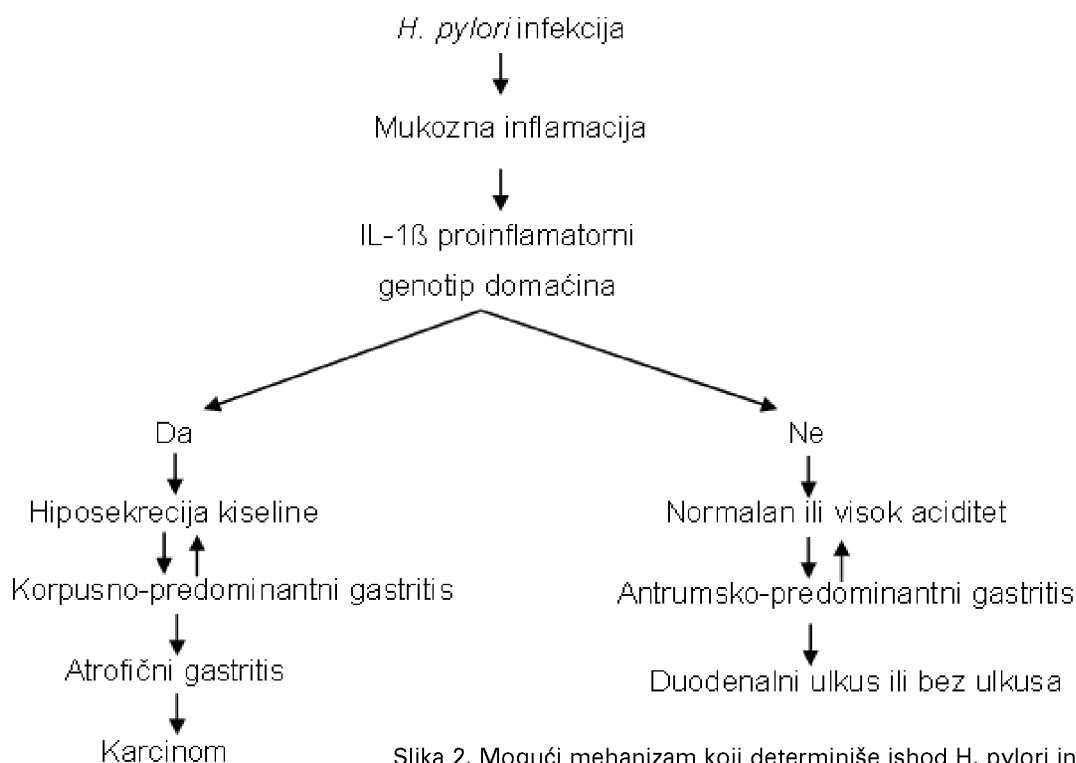 H. pylori infekcija
Mukozna inflamacija
IL-1ß proinflamatorni
genotip domaćina
Da
Ne
Hiposekrecija kiseline
Normalan ili visok aciditet
Korpusno-predominantni gastritis
Antrumsko-predominantni gastritis
Atrofični gastritis
Duodenalni ulkus ili bez ulkusa
Karcinom
Slika 2. Mogući mehanizam koji determiniše ishod H. pylori in